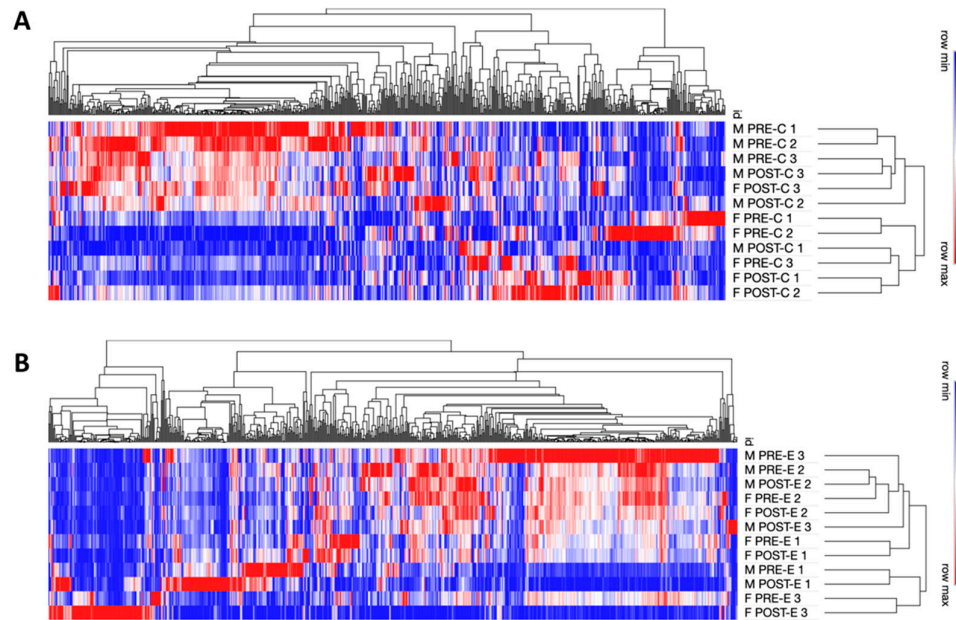 A
row min
id
M PRE-C 1
M PRE-C 2
M PRE-C 3
M POST-C 3
F POST-C 3
M POST-C 2
F PRE-C 1
F PRE-C 2
M POST-C 1
F PRE-C 3
F POST-C 1
F POST-C 2
row max
B
row min
id
M PRE-E 3
M PRE-E 2
M POST-E 2
F PRE-E 2
F POST-E 2
M POST-E 3
F PRE-E 1
F POST-E 1
M PRE-E 1
M POST-E 1
F PRE-E 3
F POST-E 3
row max